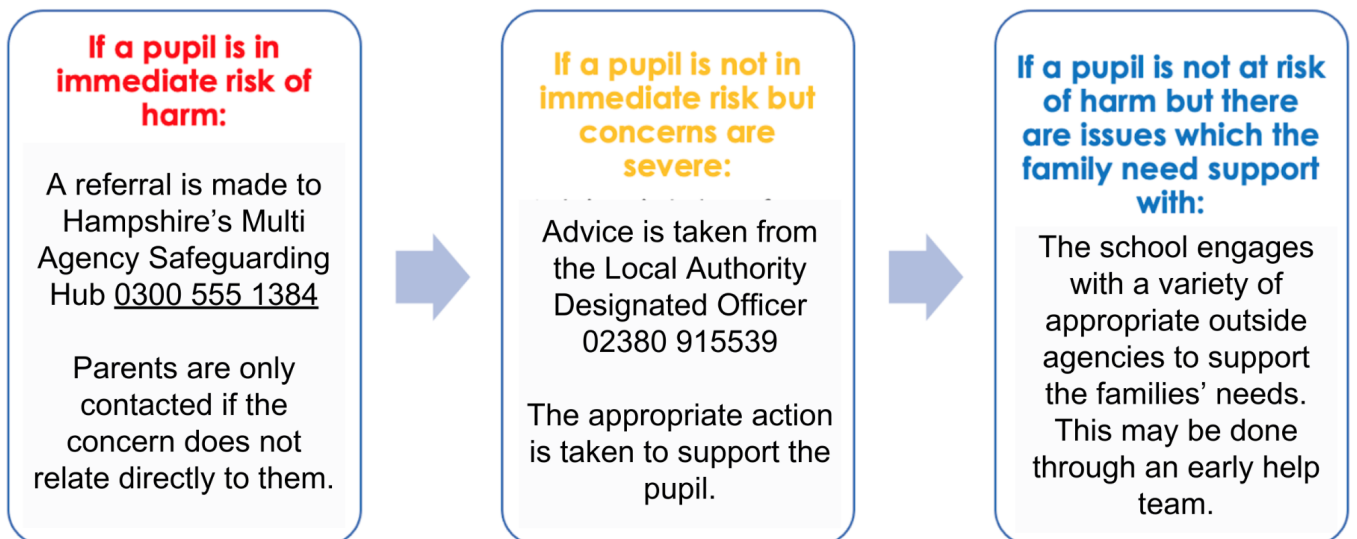 If a pupil is in
immediate risk of
harm:
A referral is made to
Hampshire’s Multi
Agency Safeguarding
Hub 0300 555 1384
Parents are only
contacted if the
concern does not
relate directly to them.
If a pupil is not in
immediate risk but
concerns are
severe:
Advice is taken from
the Local Authority
Designated Officer
02380 915539
The appropriate action
is taken to support the
pupil.
If a pupil is not at risk
of harm but there
are issues which the
family need support
with:
The school engages
with a variety of
appropriate outside
agencies to support
the families’ needs.
This may be done
through an early help
team.